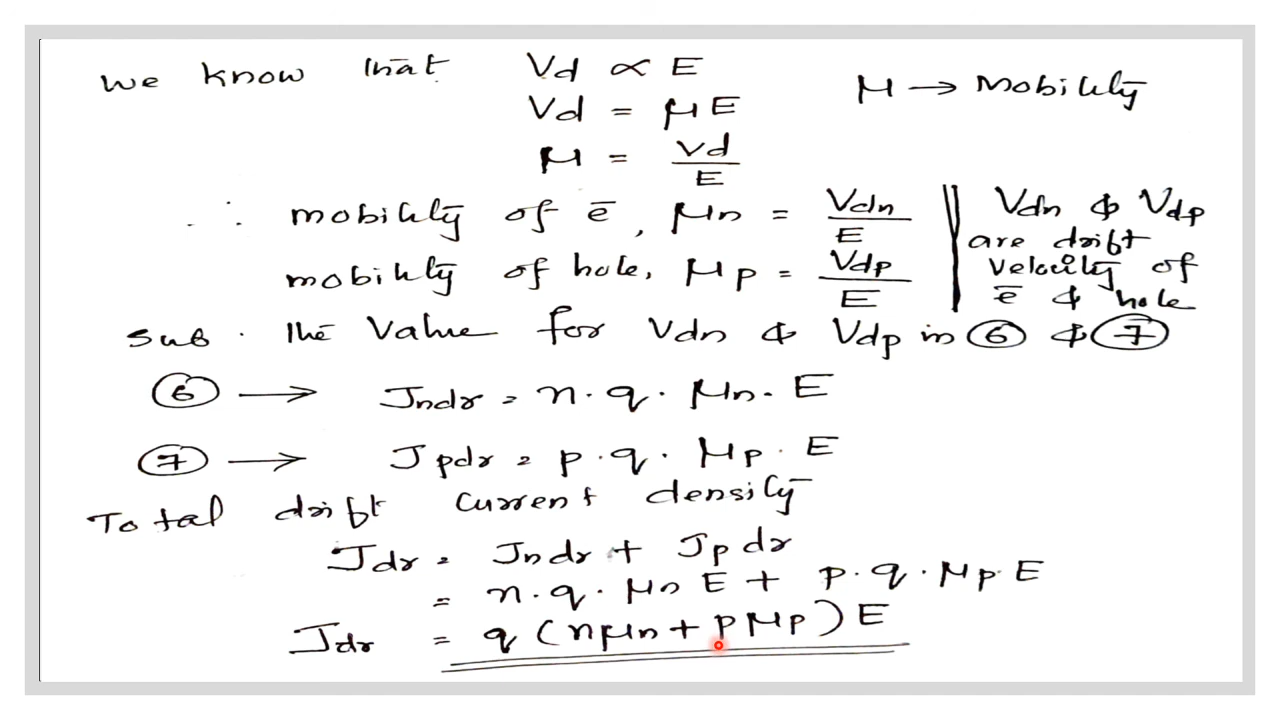 We know that Vd ∝ E
μ → Mobility
Vd = μE
μ = Vd/E
∴ mobility of ē, μn = Vdn/E
mobility of hole, μp = Vdp/E
Vdn & Vdp
are drift
velocity of
ē & hole
Sub. the value for Vdn & Vdp in ⑥ & ⑦
⑥ → Jndr = n.q.μn.E
⑦ → Jpdr = p.q.μp.E
Total drift current density
Jdr = Jndr + Jpdr
= n.q.μn E + p.q.μp E
Jdr = q(nμn + pμp)E